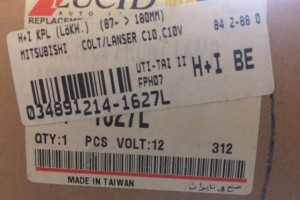 LUCID
REPLACEMENT
H+I KPL (LöKH.) (87-> 180MM)
84 2-88 0
MITSUBISHI COLT/LANSER C10,C10V
UTI-TAI II
FPH07
H+I BE
034891214-1627L
1627L
QTY:1 PCS VOLT:12 312
MADE IN TAIWAN
صنع في تايوان